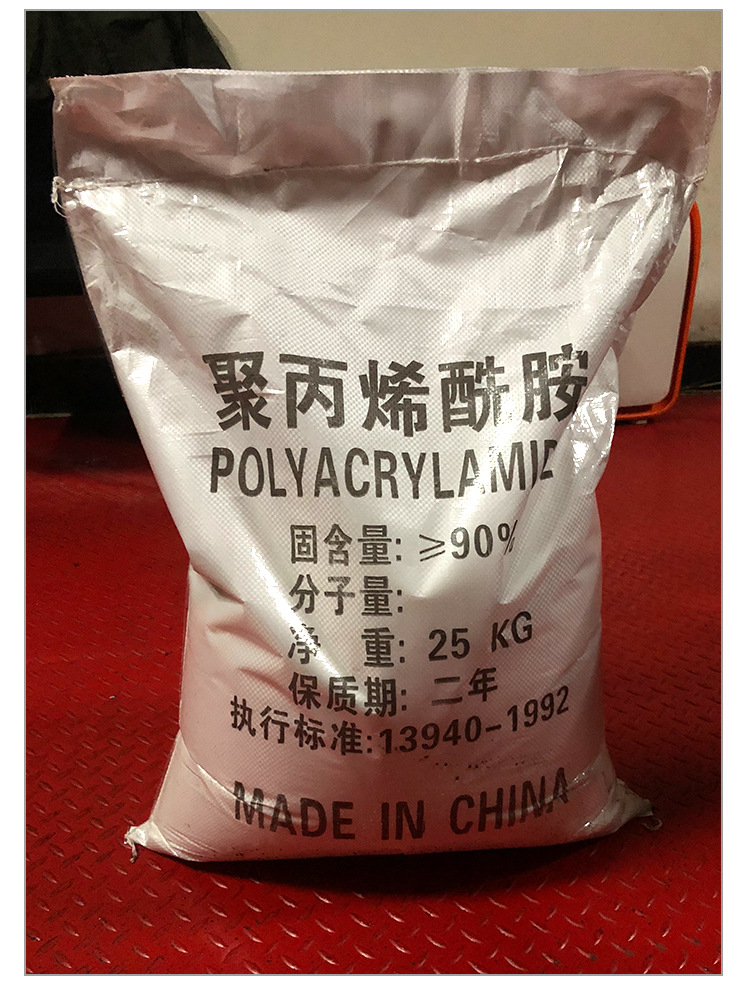 聚丙烯酰胺
POLYACRYLAMID
固含量: ≥90%
分子量:
净 重: 25 KG
保质期: 二年
执行标准:13940-1992
MADE IN CHINA